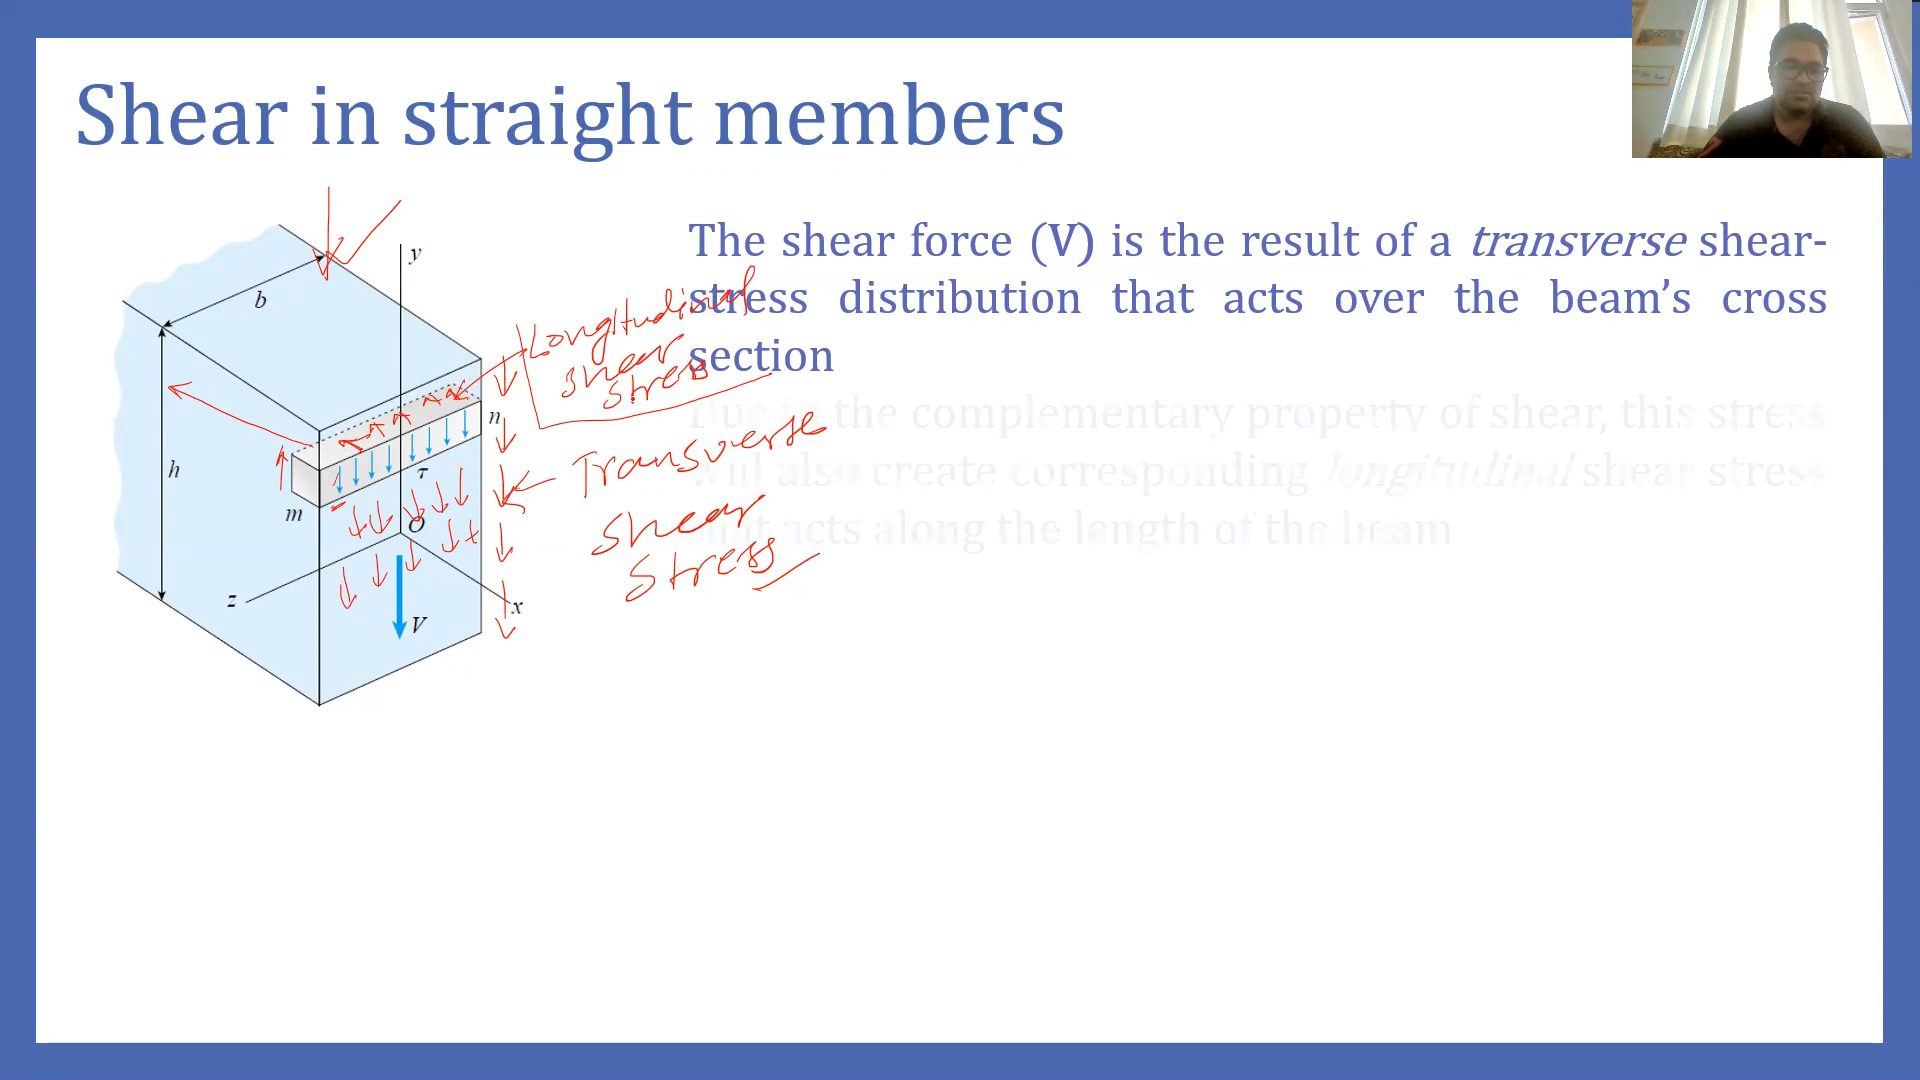 Shear in straight members
The shear force (V) is the result of a transverse shear-
stress distribution that acts over the beam’s cross
section
Due to the complementary property of shear, this stress
will also create corresponding longitudinal shear stress
that acts along the length of the beam
y
b
Longitudinal
shear
stress
n
h
τ
Transverse
m
O
shear
stress
z
x
V